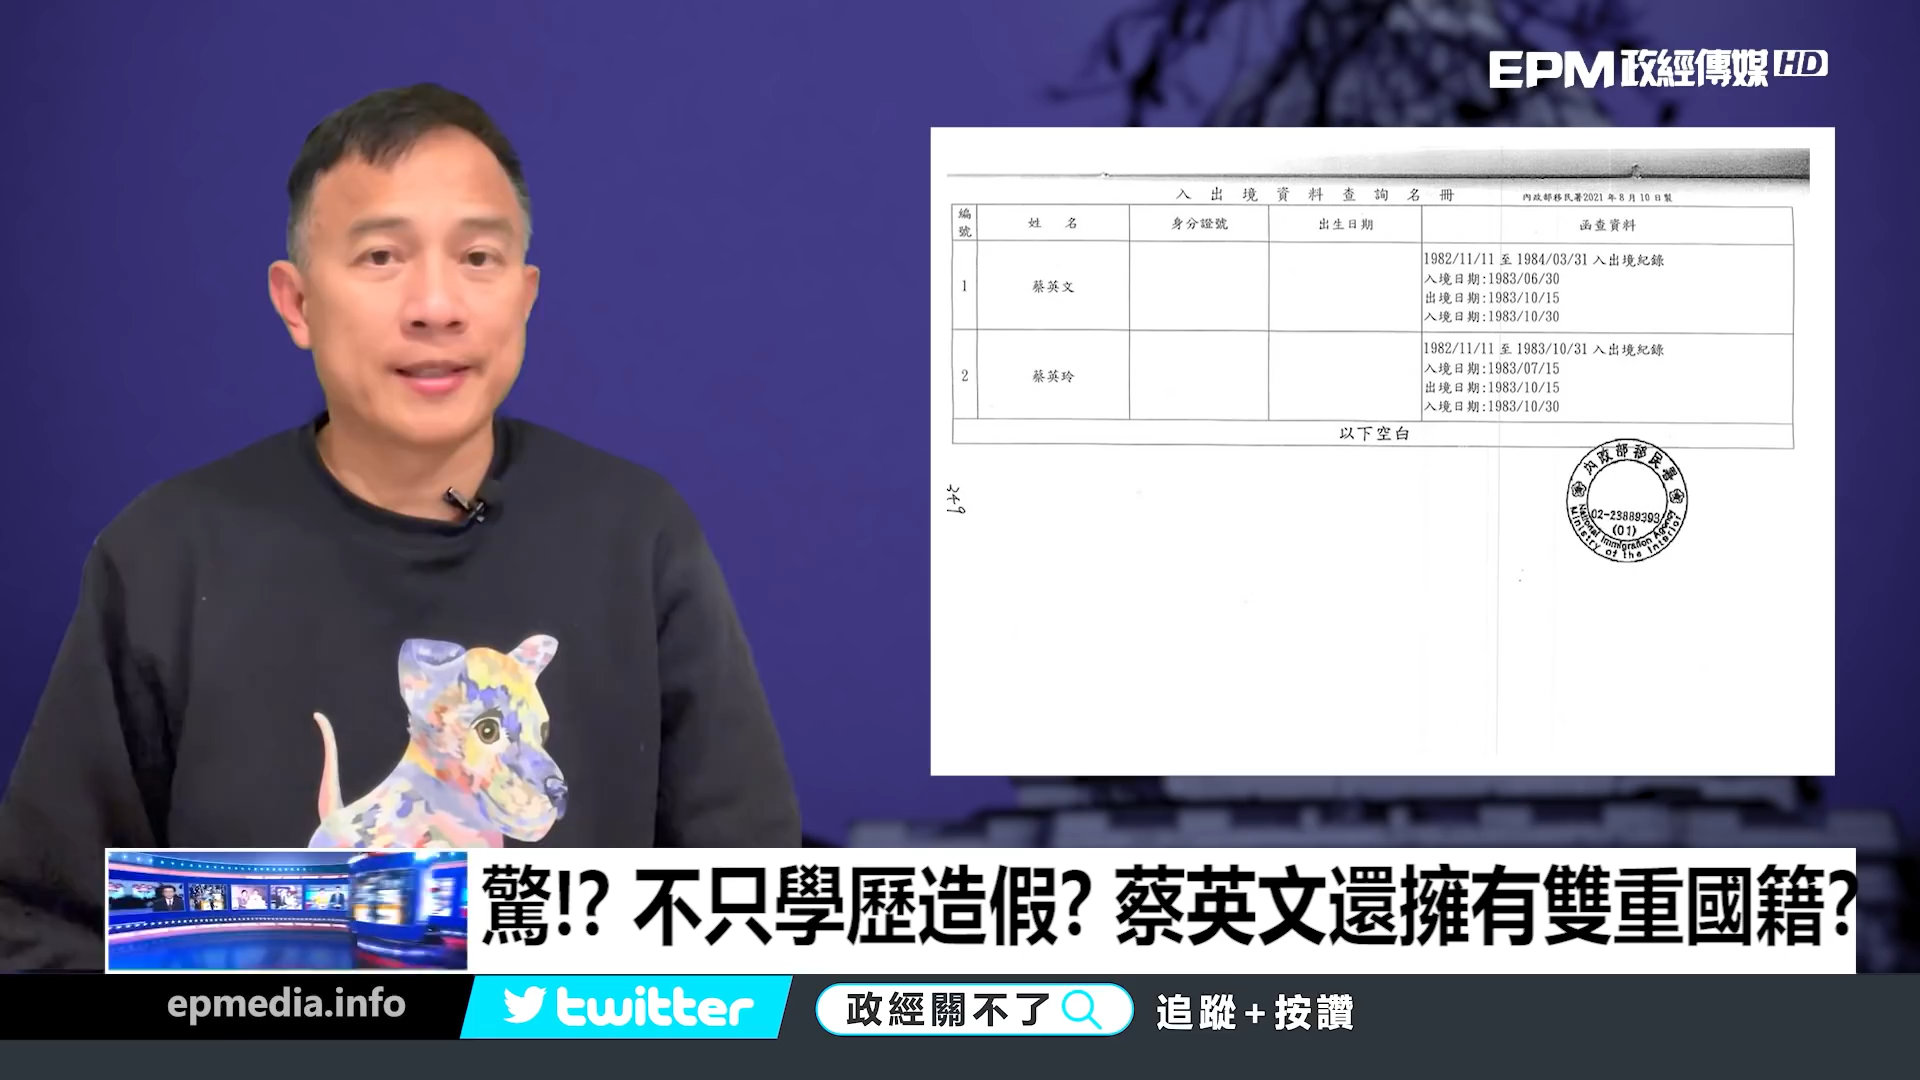 EPM政經傳媒HD
入出境資料查詢名冊
內政部移民署2021年8月10日製
編號 姓名 身分證號 出生日期 函查資料
1 蔡英文
1982/11/11 至 1984/03/31 入出境紀錄
入境日期:1983/06/30
出境日期:1983/10/15
入境日期:1983/10/30
2 蔡英玲
1982/11/11 至 1983/10/31 入出境紀錄
入境日期:1983/07/15
出境日期:1983/10/15
入境日期:1983/10/30
以下空白
內政部移民署
02-23889393
(01)
National Immigration Agency
Ministry of the Interior
249
驚!? 不只學歷造假? 蔡英文還擁有雙重國籍?
epmedia.info
twitter
政經關不了
追蹤+按讚